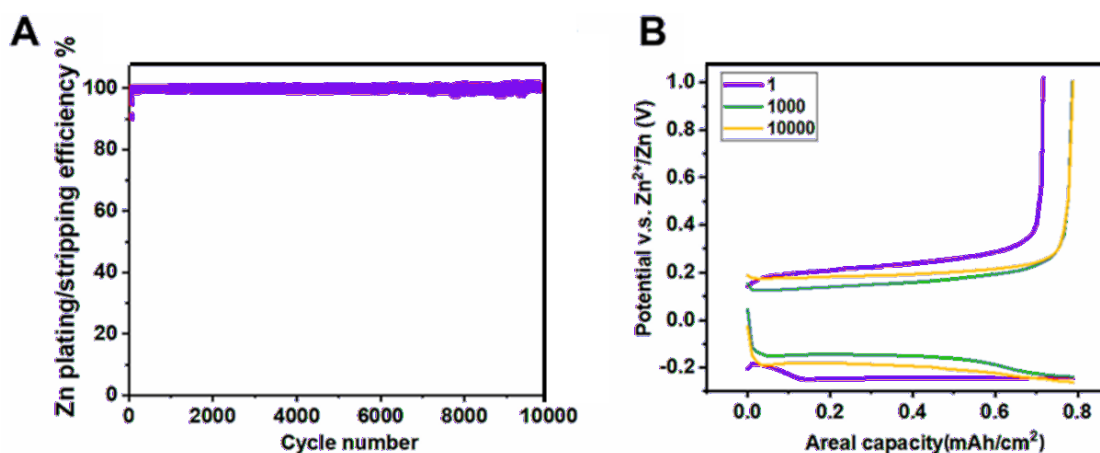 A
Zn plating/stripping efficiency %
100
80
60
40
20
0
0 2000 4000 6000 8000 10000
Cycle number
B
Potential v.s. Zn²⁺/Zn (V)
1.0
0.8
0.6
0.4
0.2
0.0
-0.2
1
1000
10000
0.0 0.2 0.4 0.6 0.8
Areal capacity(mAh/cm²)